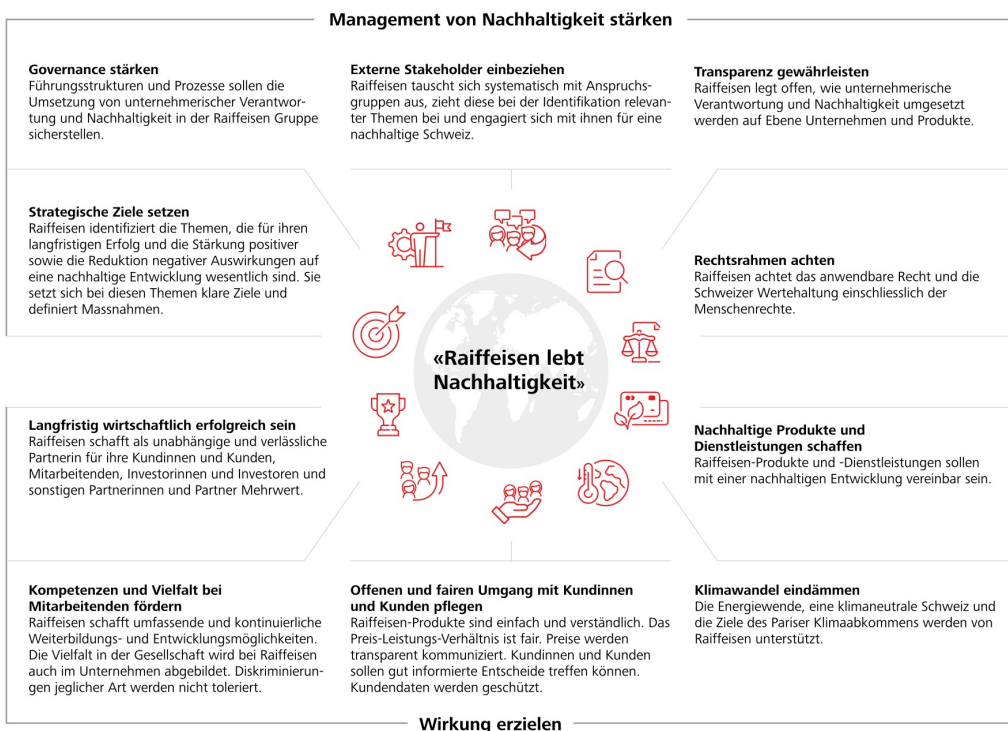 Management von Nachhaltigkeit stärken
Governance stärken
Führungsstrukturen und Prozesse sollen die
Umsetzung von unternehmerischer Verantwor-
tung und Nachhaltigkeit in der Raiffeisen Gruppe
sicherstellen.
Externe Stakeholder einbeziehen
Raiffeisen tauscht sich systematisch mit Anspruchs-
gruppen aus, zieht diese bei der Identifikation relevan-
ter Themen bei und engagiert sich mit ihnen für eine
nachhaltige Schweiz.
Transparenz gewährleisten
Raiffeisen legt offen, wie unternehmerische
Verantwortung und Nachhaltigkeit umgesetzt
werden auf Ebene Unternehmen und Produkte.
Strategische Ziele setzen
Raiffeisen identifiziert die Themen, die für ihren
langfristigen Erfolg und die Stärkung positiver
sowie die Reduktion negativer Auswirkungen auf
eine nachhaltige Entwicklung wesentlich sind. Sie
setzt sich bei diesen Themen klare Ziele und
definiert Massnahmen.
Rechtsrahmen achten
Raiffeisen achtet das anwendbare Recht und die
Schweizer Wertehaltung einschliesslich der
Menschenrechte.
«Raiffeisen lebt
Nachhaltigkeit»
Langfristig wirtschaftlich erfolgreich sein
Raiffeisen schafft als unabhängige und verlässliche
Partnerin für ihre Kundinnen und Kunden,
Mitarbeitenden, Investorinnen und Investoren und
sonstigen Partnerinnen und Partner Mehrwert.
Nachhaltige Produkte und
Dienstleistungen schaffen
Raiffeisen-Produkte und -Dienstleistungen sollen
mit einer nachhaltigen Entwicklung vereinbar sein.
Kompetenzen und Vielfalt bei
Mitarbeitenden fördern
Raiffeisen schafft umfassende und kontinuierliche
Weiterbildungs- und Entwicklungsmöglichkeiten.
Die Vielfalt in der Gesellschaft wird bei Raiffeisen
auch im Unternehmen abgebildet. Diskriminierun-
gen jeglicher Art werden nicht toleriert.
Offenen und fairen Umgang mit Kundinnen
und Kunden pflegen
Raiffeisen-Produkte sind einfach und verständlich. Das
Preis-Leistungs-Verhältnis ist fair. Preise werden
transparent kommuniziert. Kundinnen und Kunden
sollen gut informierte Entscheide treffen können.
Kundendaten werden geschützt.
Klimawandel eindämmen
Die Energiewende, eine klimaneutrale Schweiz und
die Ziele des Pariser Klimaabkommens werden von
Raiffeisen unterstützt.
Wirkung erzielen